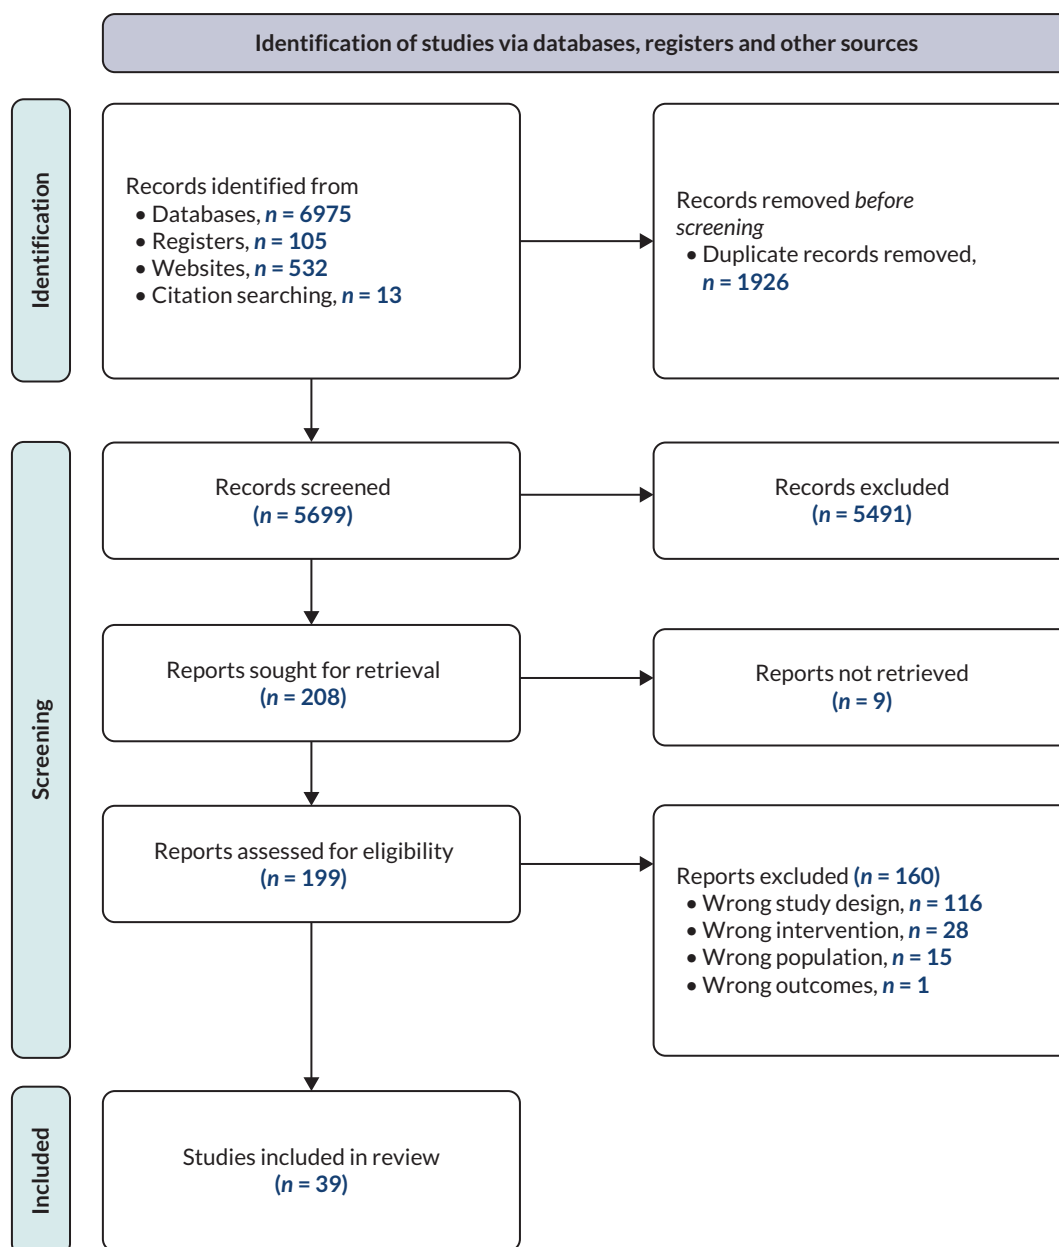 Identification of studies via databases, registers and other sources
Identification
Records identified from
• Databases, n = 6975
• Registers, n = 105
• Websites, n = 532
• Citation searching, n = 13
Records removed before
screening
• Duplicate records removed,
n = 1926
Screening
Records screened
(n = 5699)
Records excluded
(n = 5491)
Reports sought for retrieval
(n = 208)
Reports not retrieved
(n = 9)
Reports assessed for eligibility
(n = 199)
Reports excluded (n = 160)
• Wrong study design, n = 116
• Wrong intervention, n = 28
• Wrong population, n = 15
• Wrong outcomes, n = 1
Included
Studies included in review
(n = 39)